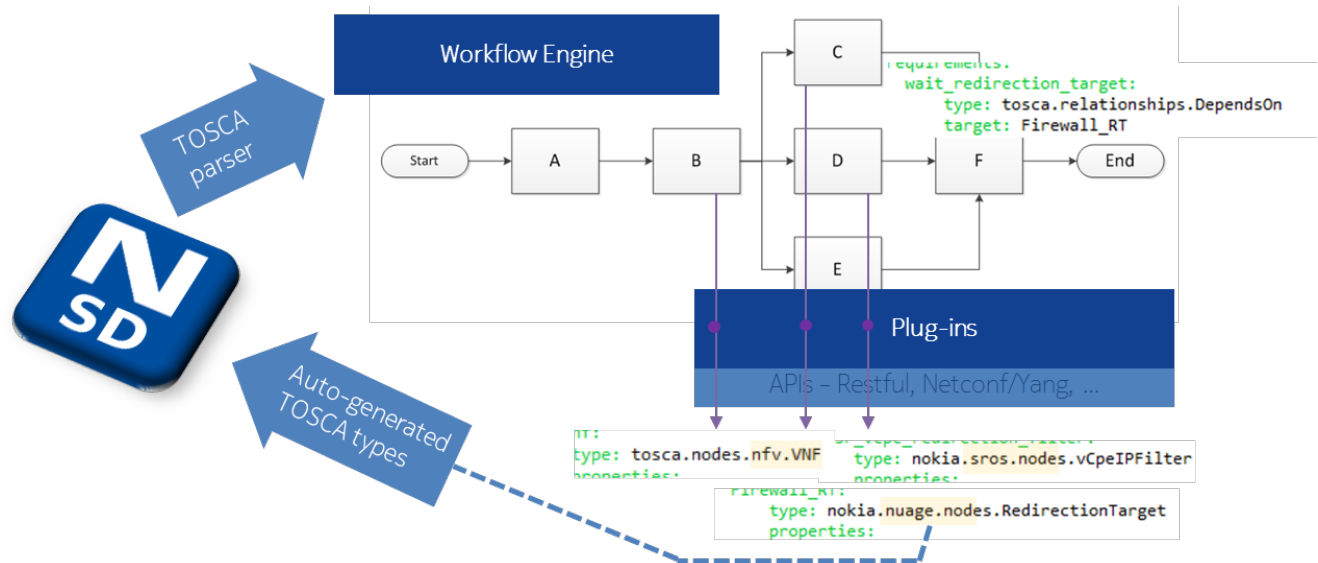 Workflow Engine
C
requirements:
wait_redirection_target:
type: tosca.relationships.DependsOn
target: Firewall_RT
TOSCA
parser
Start
A
B
D
F
End
E
N
SD
Plug-ins
APIs – Restful, Netconf/Yang, ...
Auto-generated
TOSCA types
type: tosca.nodes.nfv.VNF
properties:
type: nokia.sros.nodes.vCpeIPFilter
properties:
Firewall_RT:
type: nokia.nuage.nodes.RedirectionTarget
properties: